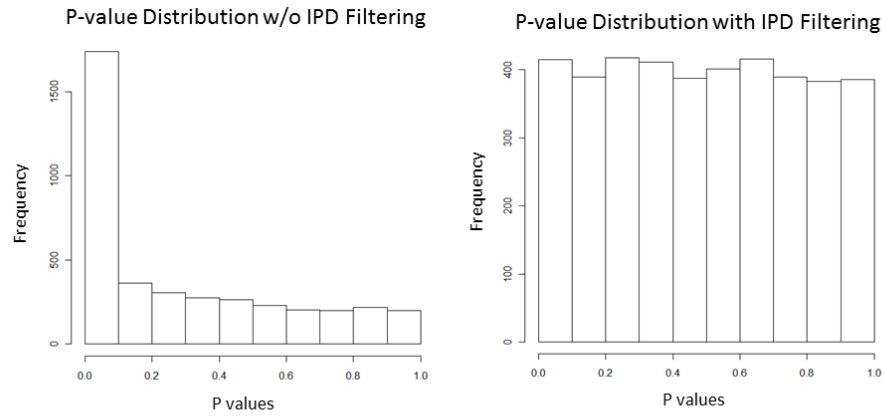 P-value Distribution w/o IPD Filtering
P-value Distribution with IPD Filtering
Frequency
1500
1000
500
0
0.0 0.2 0.4 0.6 0.8 1.0
P values
Frequency
400
300
200
100
0
0.0 0.2 0.4 0.6 0.8 1.0
P values